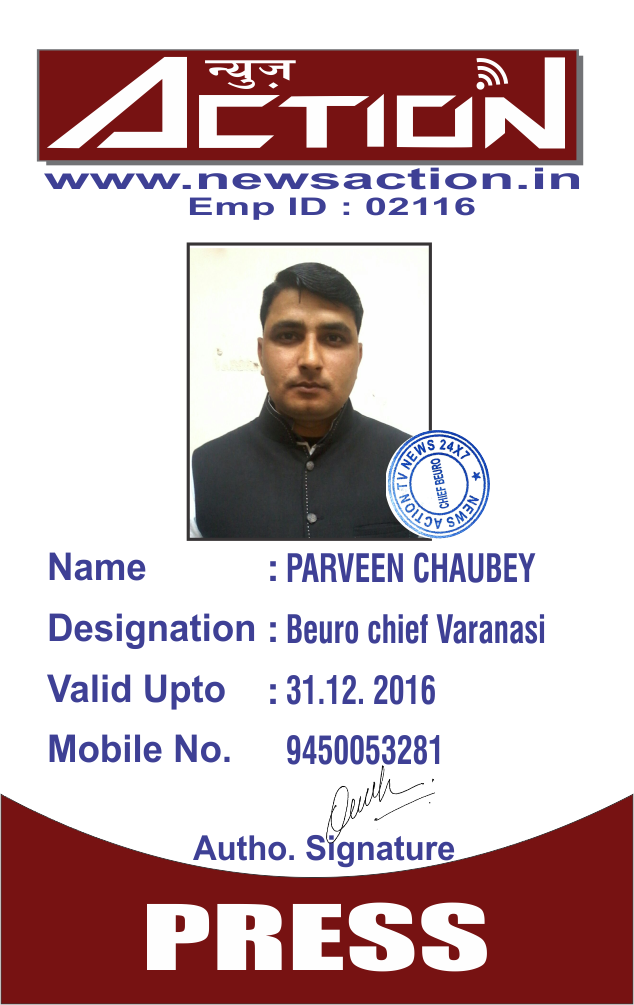 न्यूज़
ACTION
www.newsaction.in
Emp ID : 02116
NEWS ACTION TV NEWS 24X7 ★
CHIEF BEURO
Name : PARVEEN CHAUBEY
Designation : Beuro chief Varanasi
Valid Upto : 31.12. 2016
Mobile No. 9450053281
Autho. Signature
PRESS